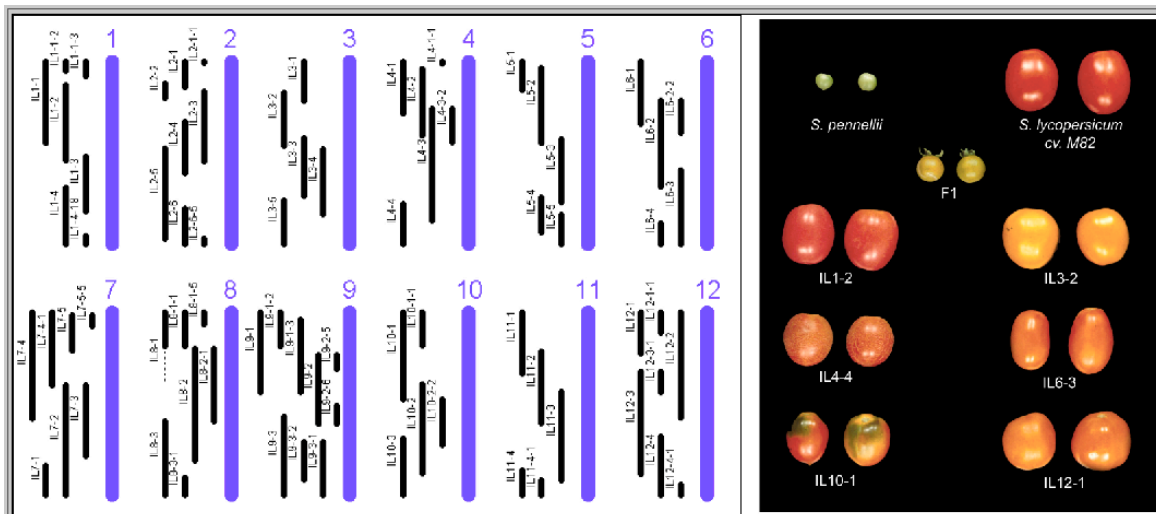 1
IL1-1
IL1-1-2
IL1-1-3
IL1-2
IL1-3
IL1-4
IL1-4-18
2
IL2-1
IL2-1-1
IL2-2
IL2-3
IL2-4
IL2-5
IL2-6
IL2-6-5
3
IL3-1
IL3-2
IL3-3
IL3-4
IL3-5
4
IL4-1
IL4-1-1
IL4-2
IL4-3
IL4-3-2
IL4-4
5
IL5-1
IL5-2
IL5-3
IL5-4
IL5-5
6
IL6-1
IL6-2
IL6-2-2
IL6-3
IL6-4
7
IL7-4
IL7-4-1
IL7-5
IL7-5-5
IL7-2
IL7-3
IL7-1
8
IL8-1
IL8-1-1
IL8-1-5
IL8-2
IL8-2-1
IL8-3
IL8-3-1
9
IL9-1
IL9-1-2
IL9-1-3
IL9-2
IL9-2-5
IL9-2-6
IL9-3
IL9-3-2
IL9-3-1
10
IL10-1
IL10-1-1
IL10-2
IL10-2-2
IL10-3
11
IL11-1
IL11-2
IL11-3
IL11-4
IL11-4-1
12
IL12-1
IL12-1-1
IL12-2
IL12-3-1
IL12-3
IL12-4
IL12-4-1
S. pennellii
S. lycopersicum
cv. M82
F1
IL1-2
IL3-2
IL4-4
IL6-3
IL10-1
IL12-1